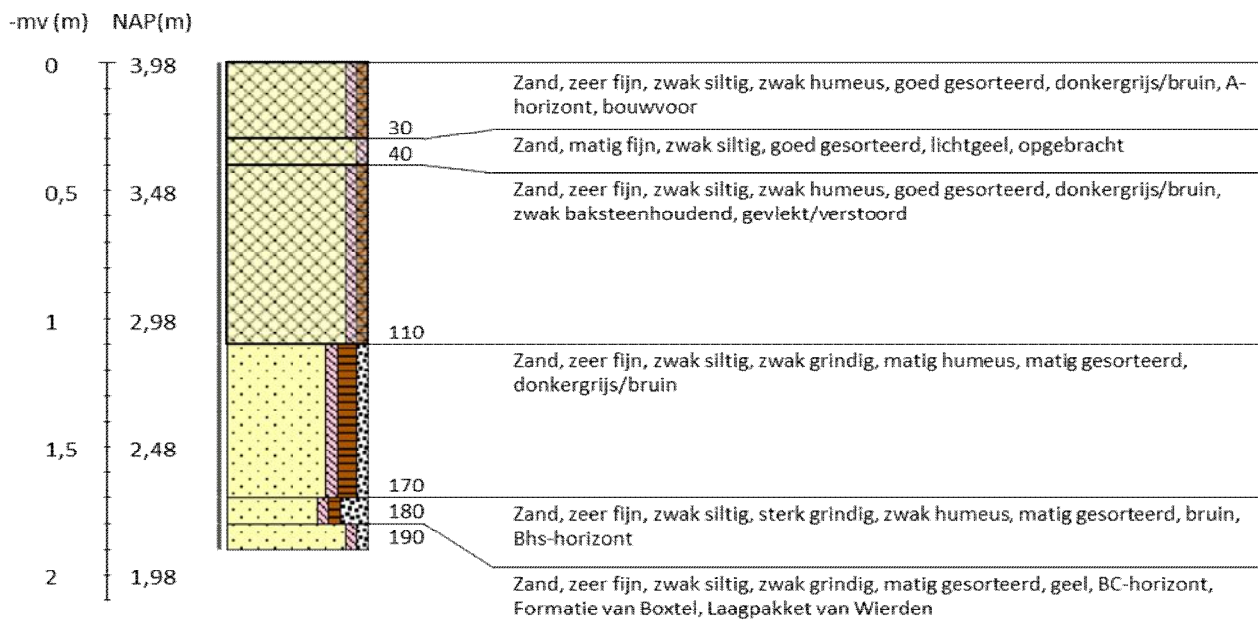 -mv (m) NAP(m)
0 3,98
Zand, zeer fijn, zwak siltig, zwak humeus, goed gesorteerd, donkergrijs/bruin, A-
horizont, bouwvoor
30
Zand, matig fijn, zwak siltig, goed gesorteerd, lichtgeel, opgebracht
40
0,5 3,48
Zand, zeer fijn, zwak siltig, zwak humeus, goed gesorteerd, donkergrijs/bruin,
zwak baksteenhoudend, gevlekt/verstoord
1 2,98
110
Zand, zeer fijn, zwak siltig, zwak grindig, matig humeus, matig gesorteerd,
donkergrijs/bruin
1,5 2,48
170
180
Zand, zeer fijn, zwak siltig, sterk grindig, zwak humeus, matig gesorteerd, bruin,
Bhs-horizont
190
2 1,98
Zand, zeer fijn, zwak siltig, zwak grindig, matig gesorteerd, geel, BC-horizont,
Formatie van Boxtel, Laagpakket van Wierden